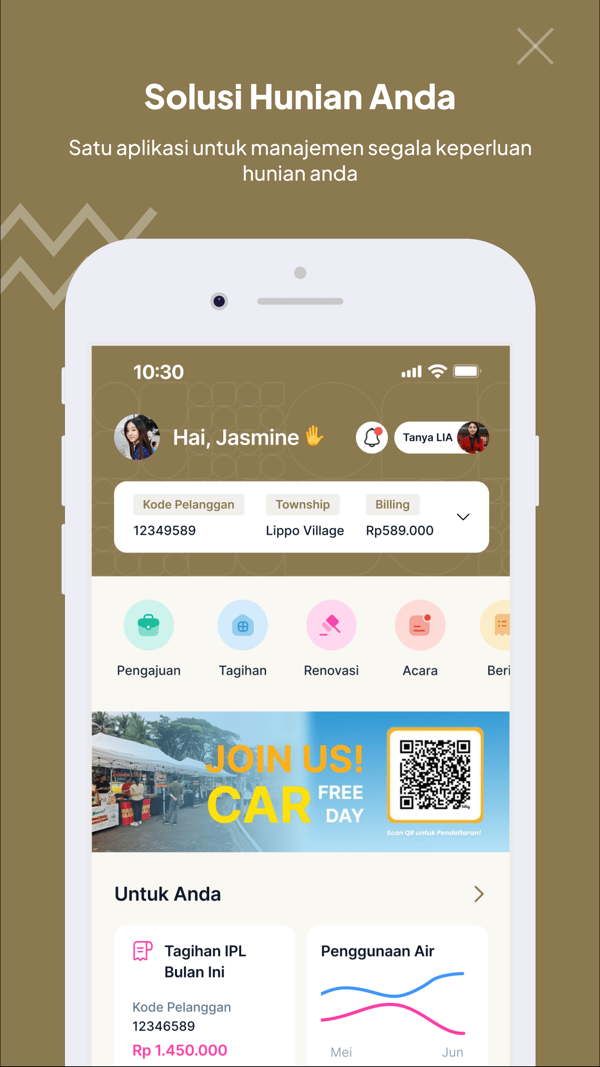 Solusi Hunian Anda
Satu aplikasi untuk manajemen segala keperluan
hunian anda
10:30
Hai, Jasmine
Tanya LIA
Kode Pelanggan Township Billing
12349589 Lippo Village Rp589.000
Pengajuan Tagihan Renovasi Acara Beri
JOIN US!
CAR FREE
DAY
Scan QR untuk Pendaftaran!
Untuk Anda
Tagihan IPL
Bulan Ini
Kode Pelanggan
12346589
Rp 1.450.000
Penggunaan Air
Mei Jun